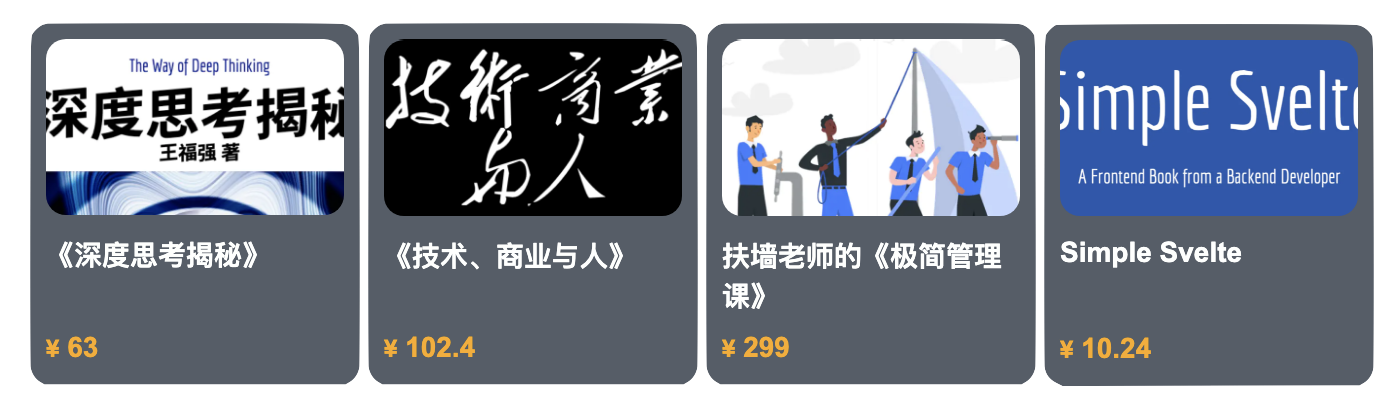 The Way of Deep Thinking
深度思考揭秘
王福强 著
《深度思考揭秘》
¥ 63
技術 商業
与人
《技术、商业与人》
¥ 102.4
扶墙老师的《极简管理
课》
¥ 299
Simple Svelte
A Frontend Book from a Backend Developer
Simple Svelte
¥ 10.24